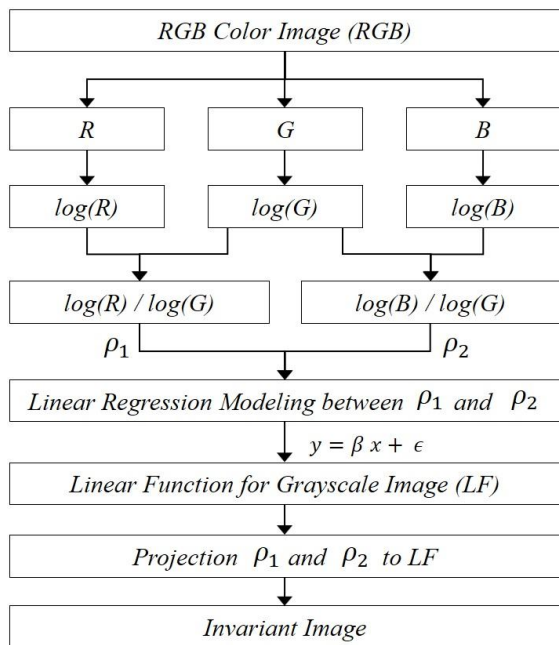 RGB Color Image (RGB)
R G B
log(R) log(G) log(B)
log(R) / log(G) log(B) / log(G)
ρ₁ ρ₂
Linear Regression Modeling between ρ₁ and ρ₂
y = β x + ϵ
Linear Function for Grayscale Image (LF)
Projection ρ₁ and ρ₂ to LF
Invariant Image